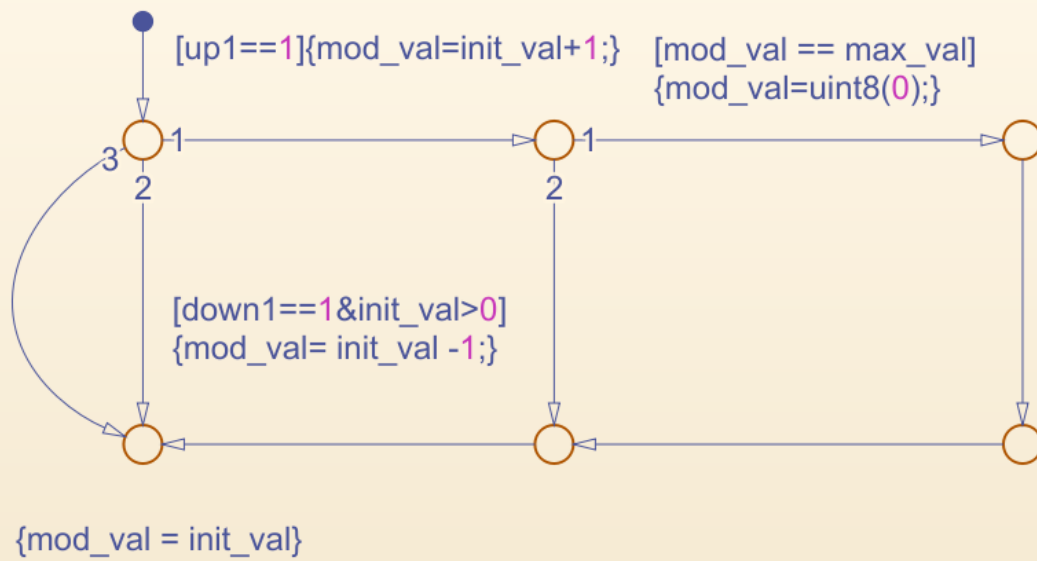 [up1==1]{mod_val=init_val+1;}
[mod_val == max_val]
{mod_val=uint8(0);}
3
1
1
2
2
[down1==1&init_val>0]
{mod_val= init_val -1;}
{mod_val = init_val}